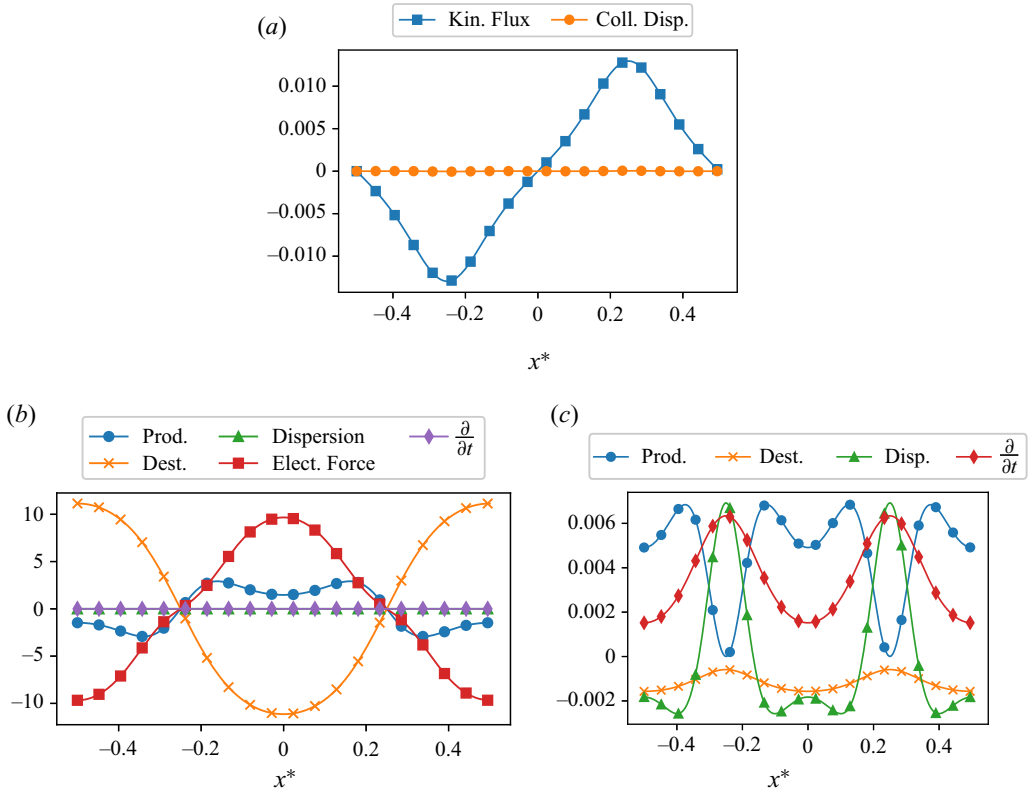 (a)
Kin. Flux Coll. Disp.
0.010
0.005
0
−0.005
−0.010
−0.4 −0.2 0 0.2 0.4
x*
(b)
Prod. Dispersion ∂/∂t
Dest. Elect. Force
10
5
0
−5
−10
−0.4 −0.2 0 0.2 0.4
x*
(c)
Prod. Dest. Disp. ∂/∂t
0.006
0.004
0.002
0
−0.002
−0.4 −0.2 0 0.2 0.4
x*